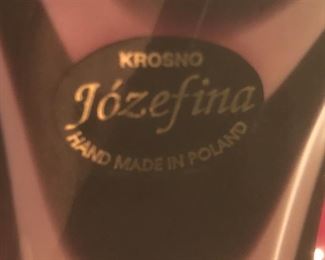 KROSNO
Józefina
HAND MADE IN POLAND